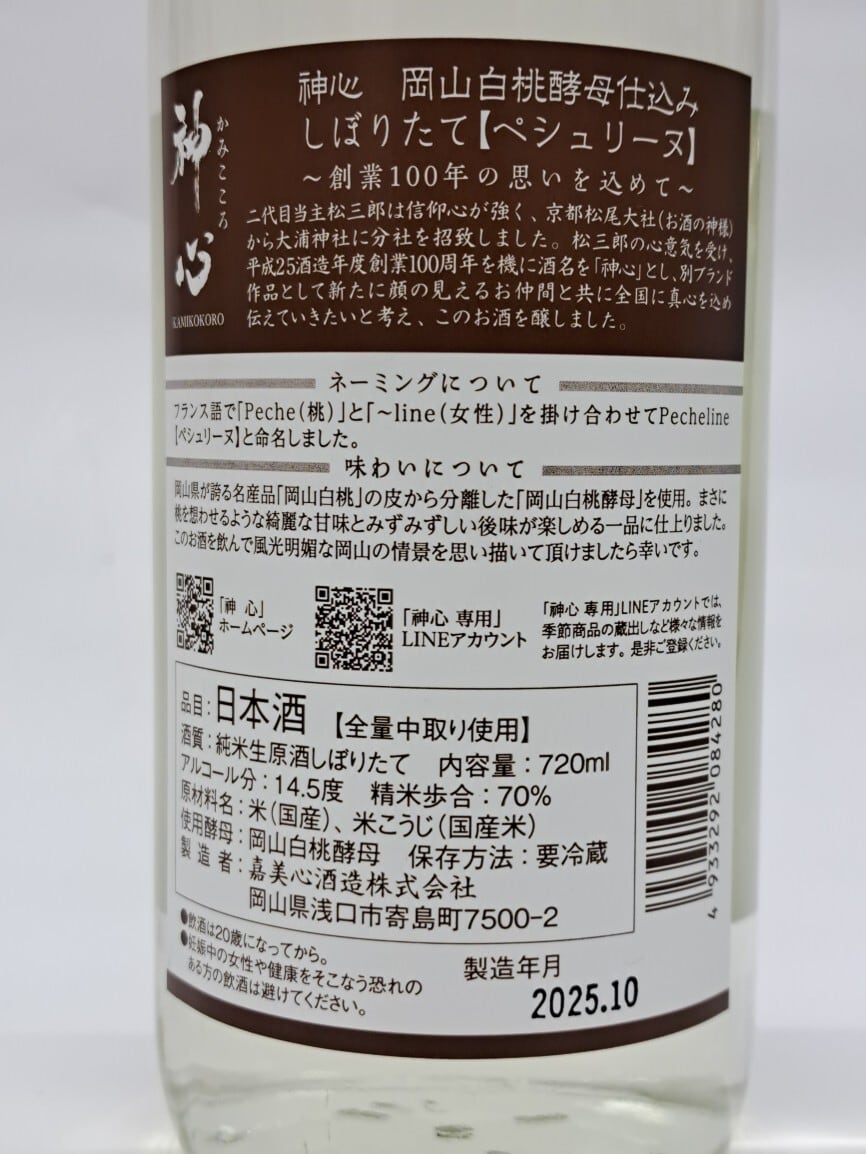 神心
かみこころ
KAMIKOKORO
神心 岡山白桃酵母仕込み
しぼりたて【ペシュリーヌ】
～創業100年の思いを込めて～
二代目当主松三郎は信仰心が強く、京都松尾大社(お酒の神様)
から大浦神社に分社を招致しました。松三郎の心意気を受け、
平成25酒造年度創業100周年を機に酒名を「神心」とし、別ブランド
作品として新たに顔の見えるお仲間と共に全国に真心を込め
伝えていきたいと考え、このお酒を醸しました。
ネーミングについて
フランス語で「Peche(桃)」と「～line(女性)」を掛け合わせてPecheline
【ペシュリーヌ】と命名しました。
味わいについて
岡山県が誇る名産品「岡山白桃」の皮から分離した「岡山白桃酵母」を使用。まさに
桃を想わせるような綺麗な甘味とみずみずしい後味が楽しめる一品に仕上りました。
このお酒を飲んで風光明媚な岡山の情景を思い描いて頂けましたら幸いです。
「神 心」
ホームページ
「神心 専用」
LINEアカウント
「神心 専用」LINEアカウントでは、
季節商品の蔵出しなど様々な情報を
お届けします。是非ご登録ください。
品目：日本酒 【全量中取り使用】
酒質：純米生原酒しぼりたて 内容量：720ml
アルコール分：14.5度 精米歩合：70%
原材料名：米(国産)、米こうじ(国産米)
使用酵母：岡山白桃酵母 保存方法：要冷蔵
製造者：嘉美心酒造株式会社
岡山県浅口市寄島町7500-2
4 933292 084280
●飲酒は20歳になってから。
●妊娠中の女性や健康をそこなう恐れの
ある方の飲酒は避けてください。
製造年月
2025.10